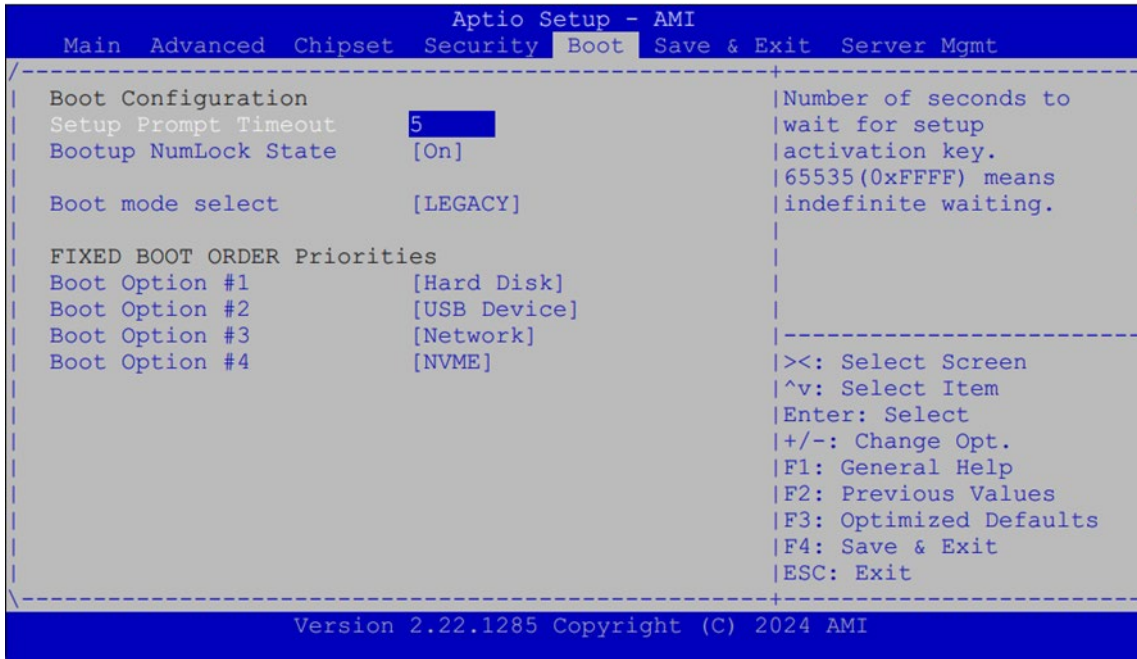 Aptio Setup - AMI
Main Advanced Chipset Security Boot Save & Exit Server Mgmt
/----------------------------------------------------+-------------------------
| Boot Configuration |Number of seconds to
| Setup Prompt Timeout 5 |wait for setup
| Bootup NumLock State [On] |activation key.
| |65535(0xFFFF) means
| Boot mode select [LEGACY] |indefinite waiting.
| |
| FIXED BOOT ORDER Priorities |
| Boot Option #1 [Hard Disk] |
| Boot Option #2 [USB Device] |
| Boot Option #3 [Network] |-------------------------
| Boot Option #4 [NVME] |><: Select Screen
| |^v: Select Item
| |Enter: Select
| |+/-: Change Opt.
| |F1: General Help
| |F2: Previous Values
| |F3: Optimized Defaults
| |F4: Save & Exit
| |ESC: Exit
\----------------------------------------------------+-------------------------
Version 2.22.1285 Copyright (C) 2024 AMI